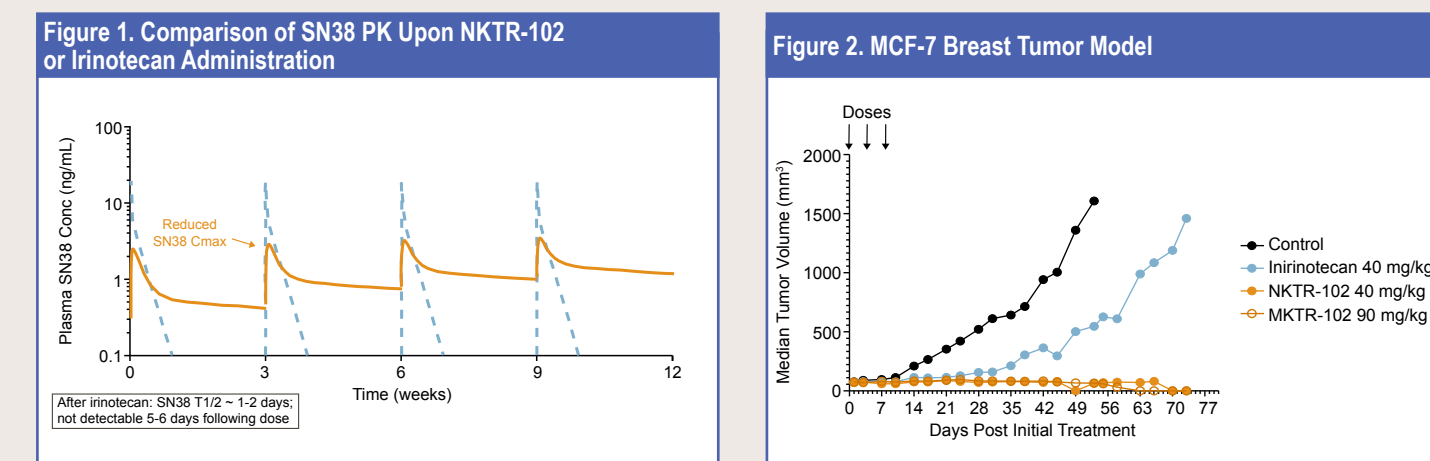 Figure 1. Comparison of SN38 PK Upon NKTR-102
or Irinotecan Administration
Plasma SN38 Conc (ng/mL)
100
10
1
0.1
Reduced
SN38 Cmax
0 3 6 9 12
Time (weeks)
After irinotecan: SN38 T1/2 ~ 1-2 days;
not detectable 5-6 days following dose
Figure 2. MCF-7 Breast Tumor Model
Doses
Median Tumor Volume (mm³)
2000
1500
1000
500
0
0 7 14 21 28 35 42 49 56 63 70 77
Days Post Initial Treatment
Control
Inirinotecan 40 mg/kg
NKTR-102 40 mg/kg
MKTR-102 90 mg/kg